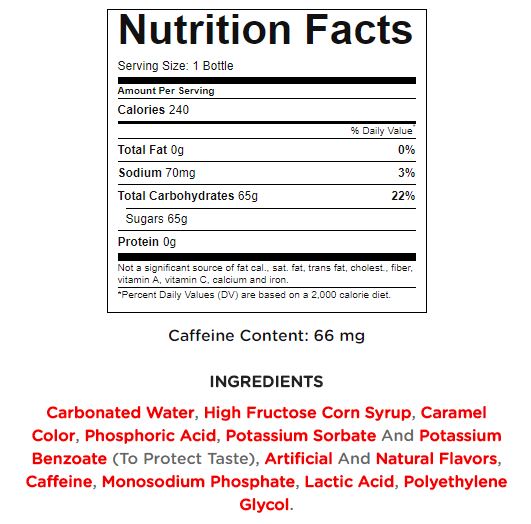 Nutrition Facts
Serving Size: 1 Bottle
Amount Per Serving
Calories 240
% Daily Value*
Total Fat 0g 0%
Sodium 70mg 3%
Total Carbohydrates 65g 22%
Sugars 65g
Protein 0g
Not a significant source of fat cal., sat. fat, trans fat, cholest., fiber,
vitamin A, vitamin C, calcium and iron.
*Percent Daily Values (DV) are based on a 2,000 calorie diet.
Caffeine Content: 66 mg
INGREDIENTS
Carbonated Water, High Fructose Corn Syrup, Caramel
Color, Phosphoric Acid, Potassium Sorbate And Potassium
Benzoate (To Protect Taste), Artificial And Natural Flavors,
Caffeine, Monosodium Phosphate, Lactic Acid, Polyethylene
Glycol.